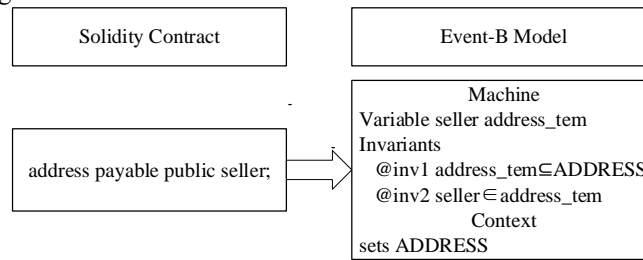 g
Solidity Contract
Event-B Model
address payable public seller;
Machine
Variable seller address_tem
Invariants
@inv1 address_tem⊆ADDRESS
@inv2 seller∈address_tem
Context
sets ADDRESS